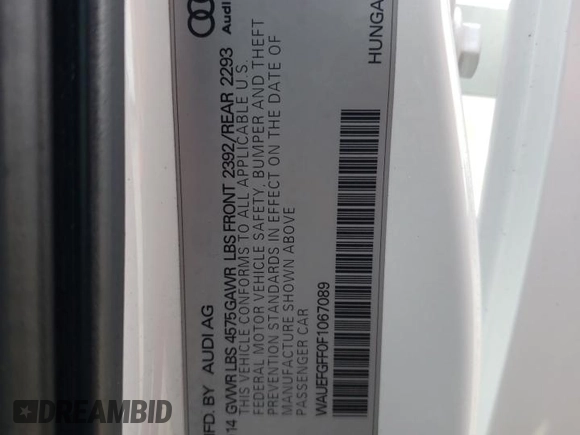 Audi
MFD. BY AUDI AG
14 GVWR LBS 4575 GAWR LBS FRONT 2392/REAR 2293
THIS VEHICLE CONFORMS TO ALL APPLICABLE U.S.
FEDERAL MOTOR VEHICLE SAFETY, BUMPER AND THEFT
PREVENTION STANDARDS IN EFFECT ON THE DATE OF
MANUFACTURE SHOWN ABOVE
PASSENGER CAR
WAUEFGFF0F1067089
HUNGA
DREAMBID